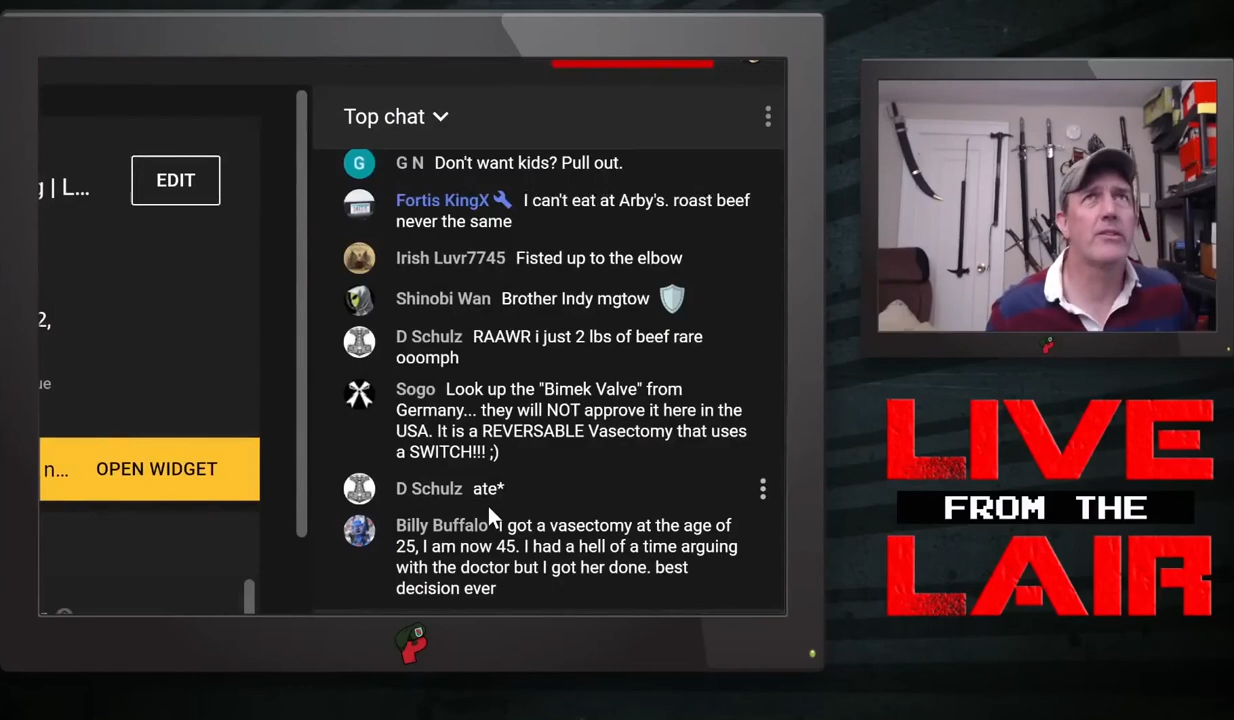 Top chat
EDIT
g | L...
G N Don't want kids? Pull out.
Fortis KingX I can't eat at Arby's. roast beef
never the same
Irish Luvr7745 Fisted up to the elbow
Shinobi Wan Brother Indy mgtow
2,
D Schulz RAAWR i just 2 lbs of beef rare
ooomph
ue
Sogo Look up the "Bimek Valve" from
Germany... they will NOT approve it here in the
USA. It is a REVERSABLE Vasectomy that uses
a SWITCH!!! ;)
n... OPEN WIDGET
D Schulz ate*
Billy Buffalo I got a vasectomy at the age of
25, I am now 45. I had a hell of a time arguing
with the doctor but I got her done. best
decision ever
LIVE
FROM THE
LAIR